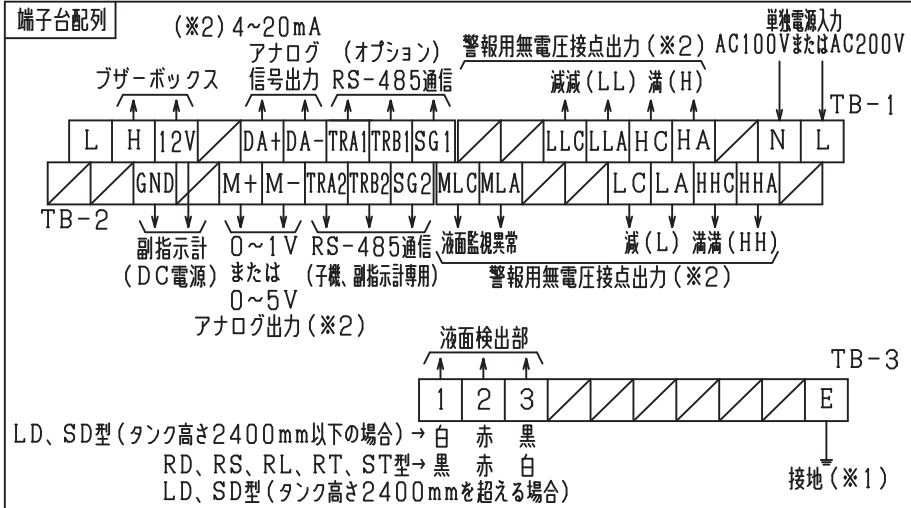 端子台配列
(※2) 4~20mA
アナログ
信号出力
(オプション)
RS-485通信
警報用無電圧接点出力(※2)
単独電源入力
AC100VまたはAC200V
ブザーボックス
減減(LL) 満(H)
TB-1
L H 12V DA+ DA- TRA1 TRB1 SG1 LLC LLA HC HA N L
GND M+ M- TRA2 TRB2 SG2 MLC MLA LC LA HHC HHA
TB-2
副指示計
(DC電源)
0~1V
または
0~5V
アナログ出力(※2)
RS-485通信
(子機、副指示計専用)
液面監視異常
減(L) 満満(HH)
警報用無電圧接点出力(※2)
液面検出部
TB-3
1 2 3 E
LD、SD型(タンク高さ2400mm以下の場合)→白 赤 黒
RD、RS、RL、RT、ST型→黒 赤 白
LD、SD型(タンク高さ2400mmを超える場合)
接地(※1)